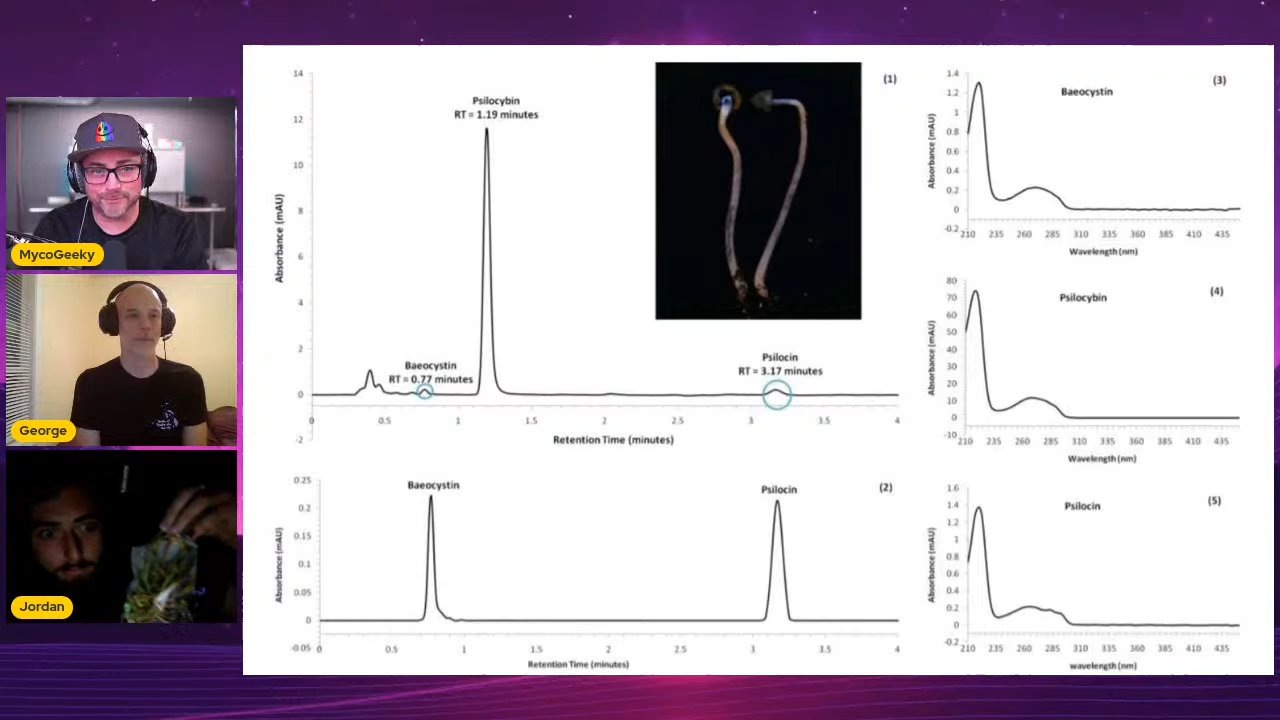 MycoGeeky
George
Jordan
(1)
Psilocybin
RT = 1.19 minutes
Baeocystin
RT = 0.77 minutes
Psilocin
RT = 3.17 minutes
Absorbance (mAU)
14
12
10
8
6
4
2
0
-2
0
0.5
1
1.5
2
2.5
3
3.5
4
Retention Time (minutes)
(2)
Baeocystin
Psilocin
Absorbance (mAU)
0.25
0.2
0.15
0.1
0.05
0
-0.05
0
0.5
1
1.5
2
2.5
3
3.5
4
Retention Time (minutes)
(3)
Baeocystin
Absorbance (mAU)
1.4
1.2
1
0.8
0.6
0.4
0.2
0
-0.2
210 235 260 285 310 335 360 385 410 435
Wavelength (nm)
(4)
Psilocybin
Absorbance (mAU)
80
70
60
50
40
30
20
10
0
-10
210 235 260 285 310 335 360 385 410 435
Wavelength (nm)
(5)
Psilocin
Absorbance (mAU)
1.6
1.4
1.2
1
0.8
0.6
0.4
0.2
0
-0.2
210 235 260 285 310 335 360 385 410 435
wavelength (nm)